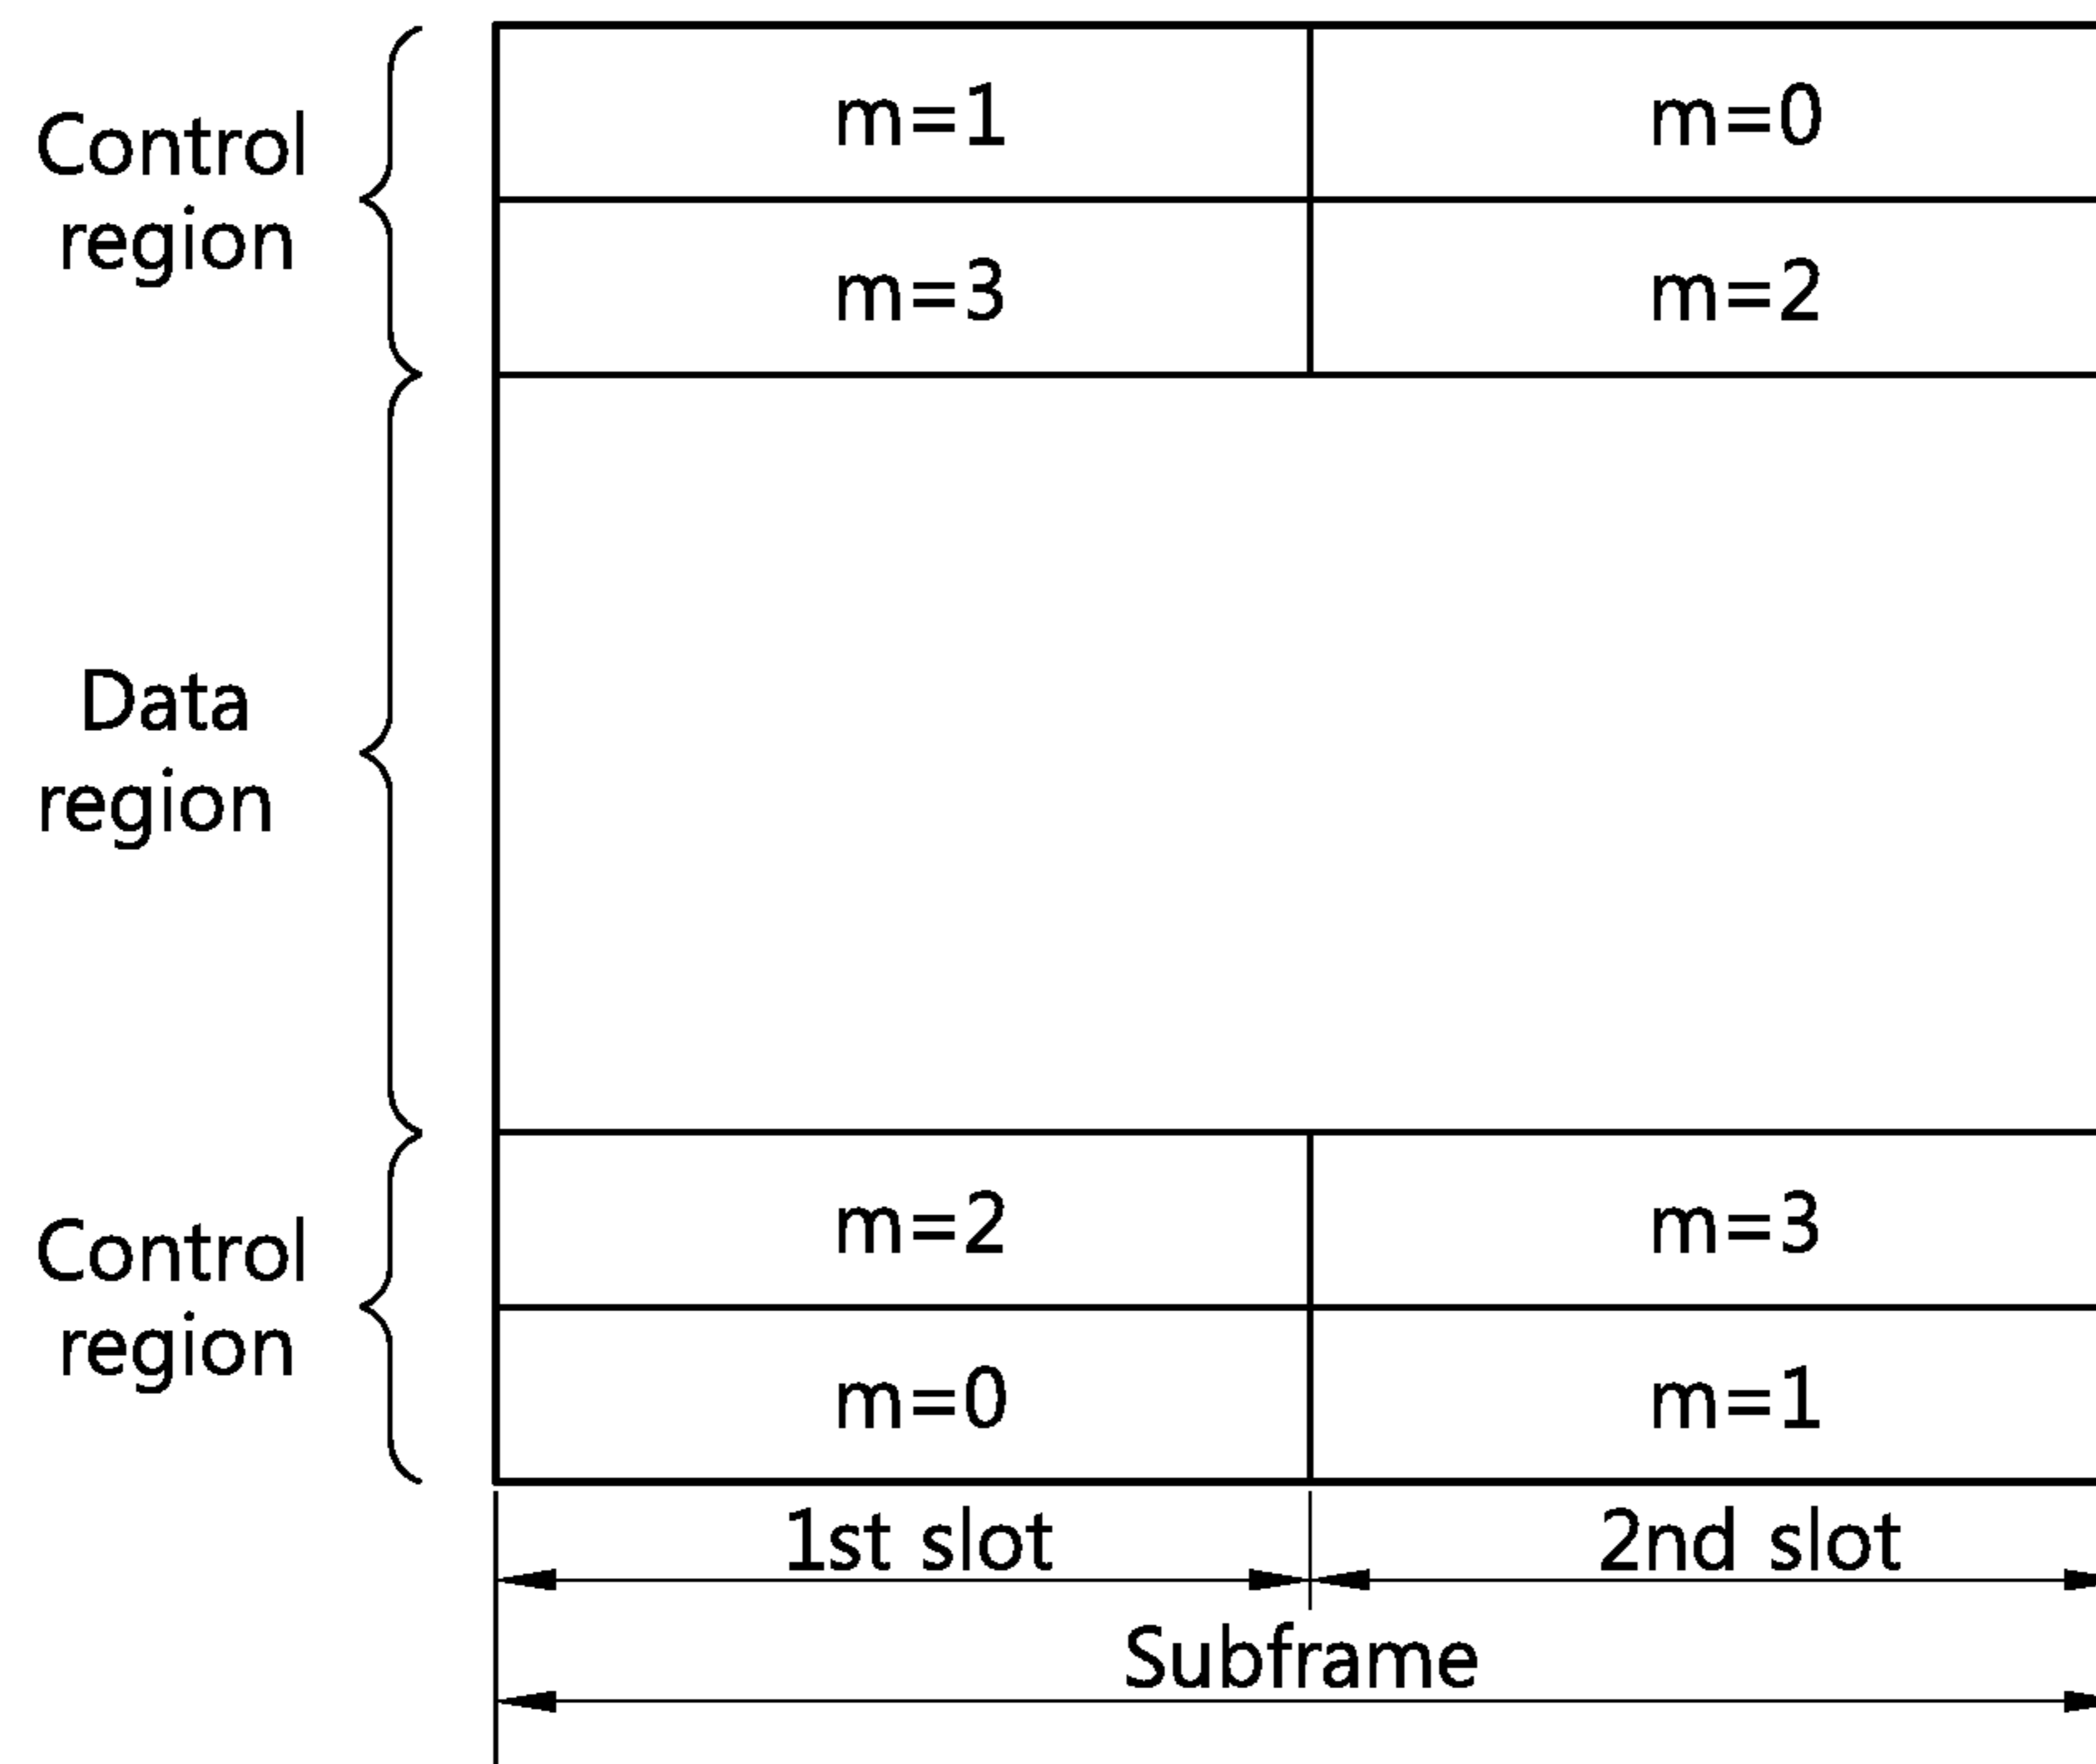 m=1 m=0
Control
region
m=3 m=2
Data
region
m=2 m=3
Control
region
m=0 m=1
1st slot 2nd slot
Subframe